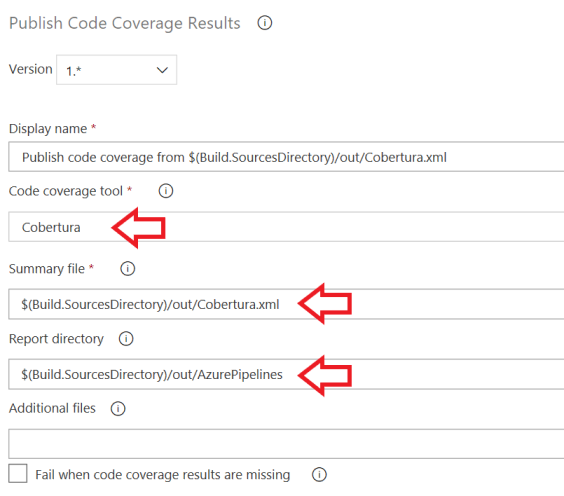 Publish Code Coverage Results
Version 1.*
Display name *
Publish code coverage from $(Build.SourcesDirectory)/out/Cobertura.xml
Code coverage tool *
Cobertura
Summary file *
$(Build.SourcesDirectory)/out/Cobertura.xml
Report directory
$(Build.SourcesDirectory)/out/AzurePipelines
Additional files
Fail when code coverage results are missing